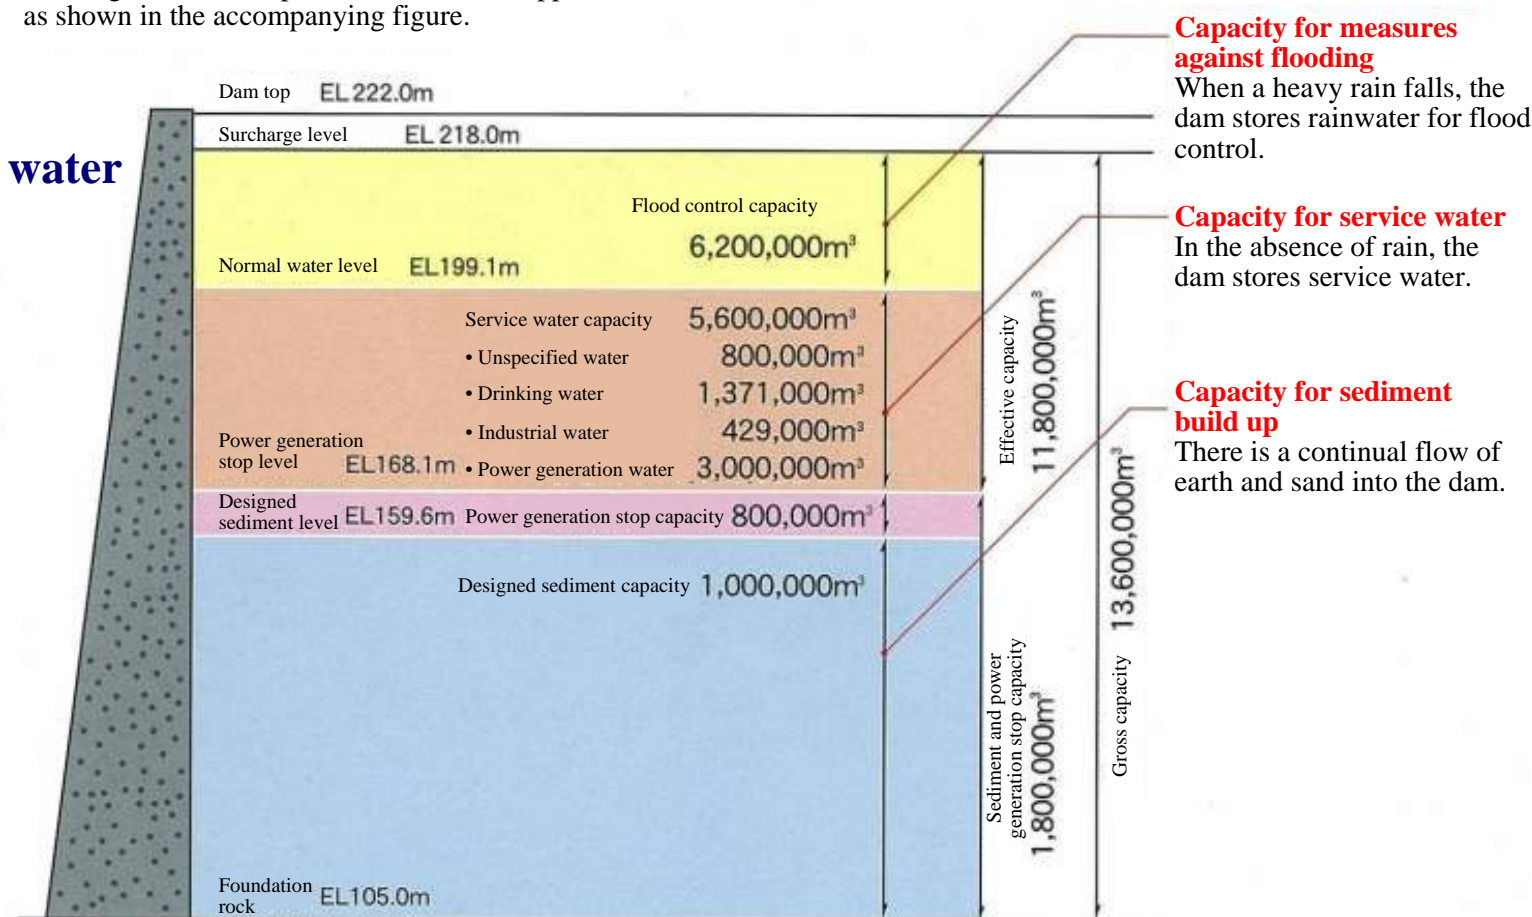 as shown in the accompanying figure.
water
Dam top EL 222.0m
Surcharge level EL 218.0m
Flood control capacity
6,200,000m³
Normal water level EL199.1m
Service water capacity 5,600,000m³
• Unspecified water 800,000m³
• Drinking water 1,371,000m³
• Industrial water 429,000m³
• Power generation water 3,000,000m³
Power generation
stop level EL168.1m
Designed
sediment level EL159.6m
Power generation stop capacity 800,000m³
Designed sediment capacity 1,000,000m³
Foundation
rock EL105.0m
Effective capacity
11,800,000m³
Sediment and power
generation stop capacity
1,800,000m³
Gross capacity 13,600,000m³
Capacity for measures
against flooding
When a heavy rain falls, the
dam stores rainwater for flood
control.
Capacity for service water
In the absence of rain, the
dam stores service water.
Capacity for sediment
build up
There is a continual flow of
earth and sand into the dam.